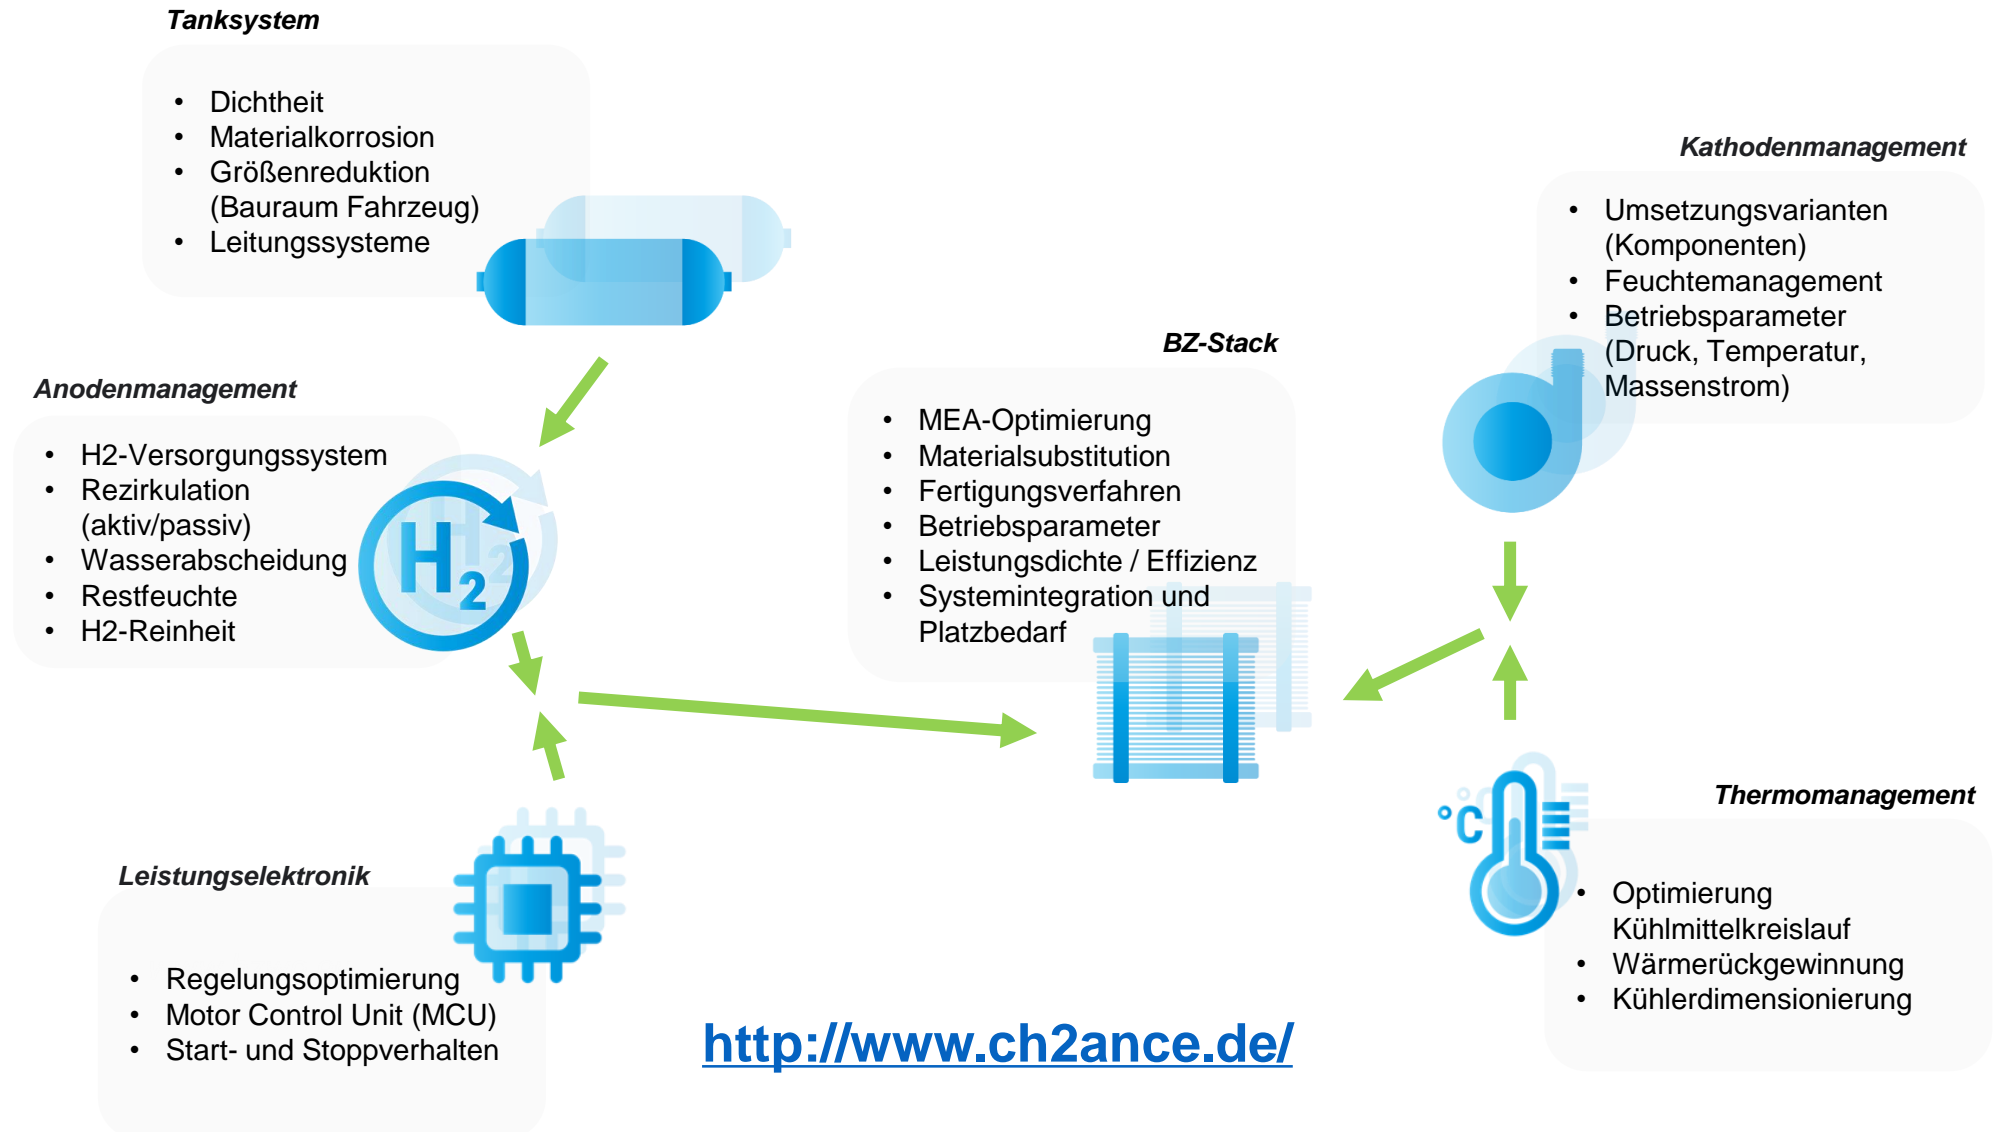 Tanksystem
• Dichtheit
• Materialkorrosion
• Größenreduktion
(Bauraum Fahrzeug)
• Leitungssysteme
Anodenmanagement
• H2-Versorgungssystem
• Rezirkulation
(aktiv/passiv)
• Wasserabscheidung
• Restfeuchte
• H2-Reinheit
H2
Leistungselektronik
• Regelungsoptimierung
• Motor Control Unit (MCU)
• Start- und Stoppverhalten
BZ-Stack
• MEA-Optimierung
• Materialsubstitution
• Fertigungsverfahren
• Betriebsparameter
• Leistungsdichte / Effizienz
• Systemintegration und
Platzbedarf
Kathodenmanagement
• Umsetzungsvarianten
(Komponenten)
• Feuchtemanagement
• Betriebsparameter
(Druck, Temperatur,
Massenstrom)
Thermomanagement
°C
• Optimierung
Kühlmittelkreislauf
• Wärmerückgewinnung
• Kühlerdimensionierung
http://www.ch2ance.de/